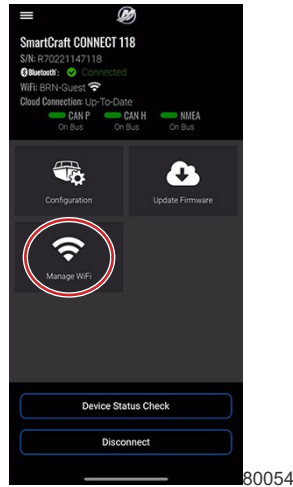 SmartCraft CONNECT 118
S/N: R70221147118
Bluetooth: Connected
WiFi: BRN-Guest
Cloud Connection: Up-To-Date
CAN P CAN H NMEA
On Bus On Bus On Bus
Configuration Update Firmware
Manage WiFi
Device Status Check
Disconnect
80054